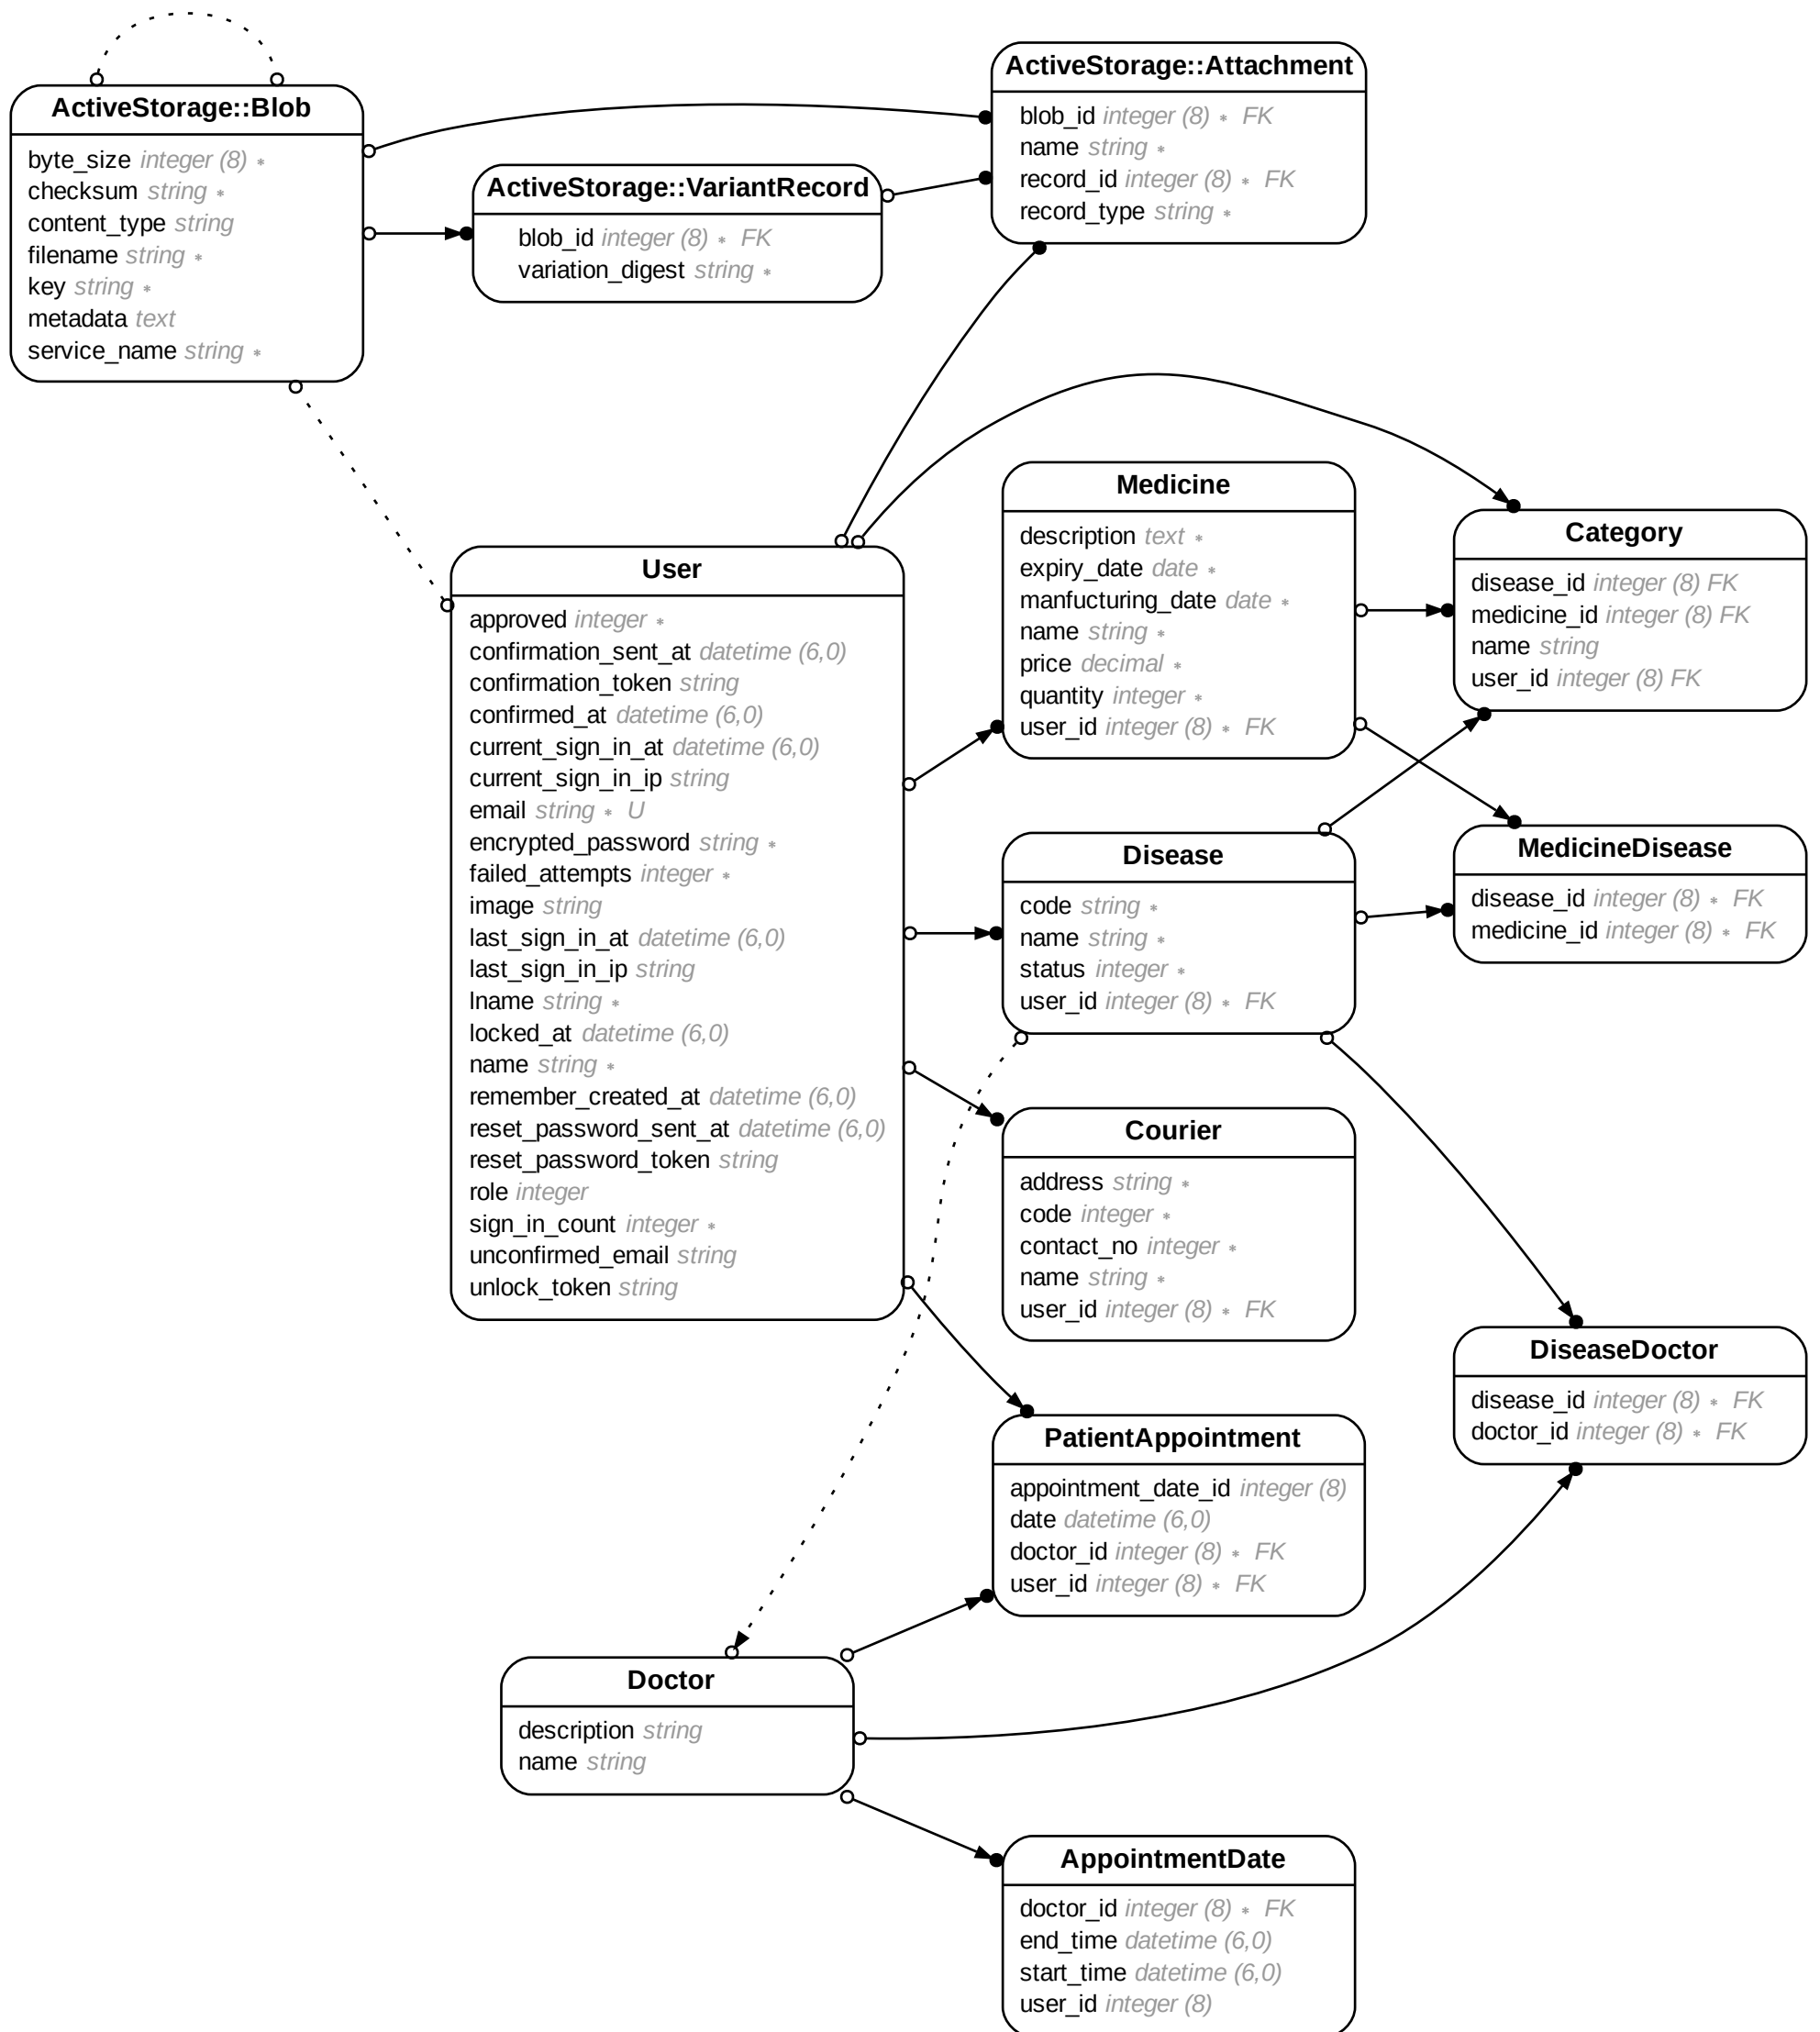 ActiveStorage::Blob
byte_size integer (8) *
checksum string *
content_type string
filename string *
key string *
metadata text
service_name string *
ActiveStorage::VariantRecord
blob_id integer (8) * FK
variation_digest string *
ActiveStorage::Attachment
blob_id integer (8) * FK
name string *
record_id integer (8) * FK
record_type string *
User
approved integer *
confirmation_sent_at datetime (6,0)
confirmation_token string
confirmed_at datetime (6,0)
current_sign_in_at datetime (6,0)
current_sign_in_ip string
email string * U
encrypted_password string *
failed_attempts integer *
image string
last_sign_in_at datetime (6,0)
last_sign_in_ip string
lname string *
locked_at datetime (6,0)
name string *
remember_created_at datetime (6,0)
reset_password_sent_at datetime (6,0)
reset_password_token string
role integer
sign_in_count integer *
unconfirmed_email string
unlock_token string
Medicine
description text *
expiry_date date *
manfucturing_date date *
name string *
price decimal *
quantity integer *
user_id integer (8) * FK
Category
disease_id integer (8) FK
medicine_id integer (8) FK
name string
user_id integer (8) FK
Disease
code string *
name string *
status integer *
user_id integer (8) * FK
MedicineDisease
disease_id integer (8) * FK
medicine_id integer (8) * FK
Courier
address string *
code integer *
contact_no integer *
name string *
user_id integer (8) * FK
DiseaseDoctor
disease_id integer (8) * FK
doctor_id integer (8) * FK
PatientAppointment
appointment_date_id integer (8)
date datetime (6,0)
doctor_id integer (8) * FK
user_id integer (8) * FK
Doctor
description string
name string
AppointmentDate
doctor_id integer (8) * FK
end_time datetime (6,0)
start_time datetime (6,0)
user_id integer (8)